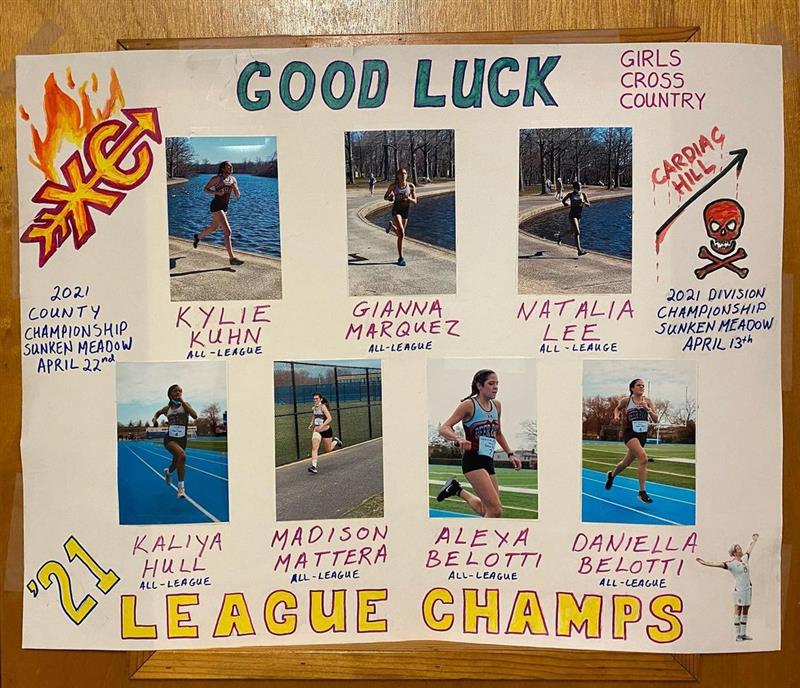 GOOD LUCK
GIRLS
CROSS
COUNTRY
XC
CARDIAC
HILL
2021
COUNTY
CHAMPIONSHIP
SUNKEN MEADOW
APRIL 22nd
2021 DIVISION
CHAMPIONSHIP
SUNKEN MEADOW
APRIL 13th
KYLIE
KUHN
ALL-LEAGUE
GIANNA
MARQUEZ
ALL-LEAGUE
NATALIA
LEE
ALL-LEAUGE
KALIYA
HULL
ALL-LEAGUE
MADISON
MATTERA
ALL-LEAGUE
ALEXA
BELOTTI
ALL-LEAGUE
DANIELLA
BELOTTI
ALL-LEAGUE
'21
LEAGUE CHAMPS